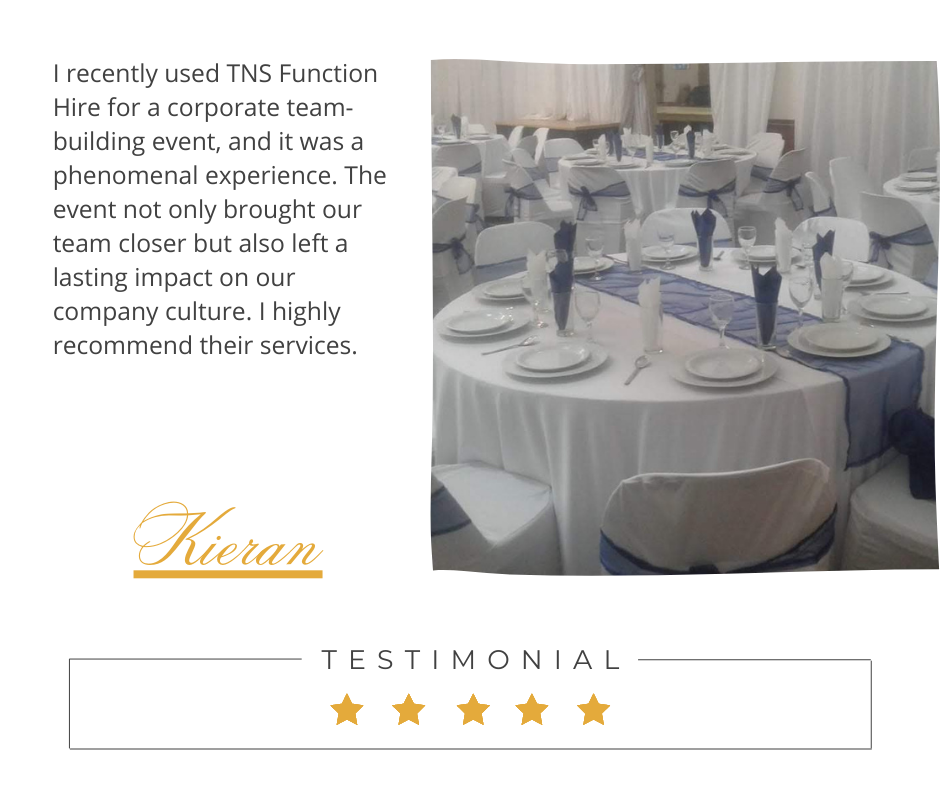 I recently used TNS Function
Hire for a corporate team-
building event, and it was a
phenomenal experience. The
event not only brought our
team closer but also left a
lasting impact on our
company culture. I highly
recommend their services.
Kieran
TESTIMONIAL